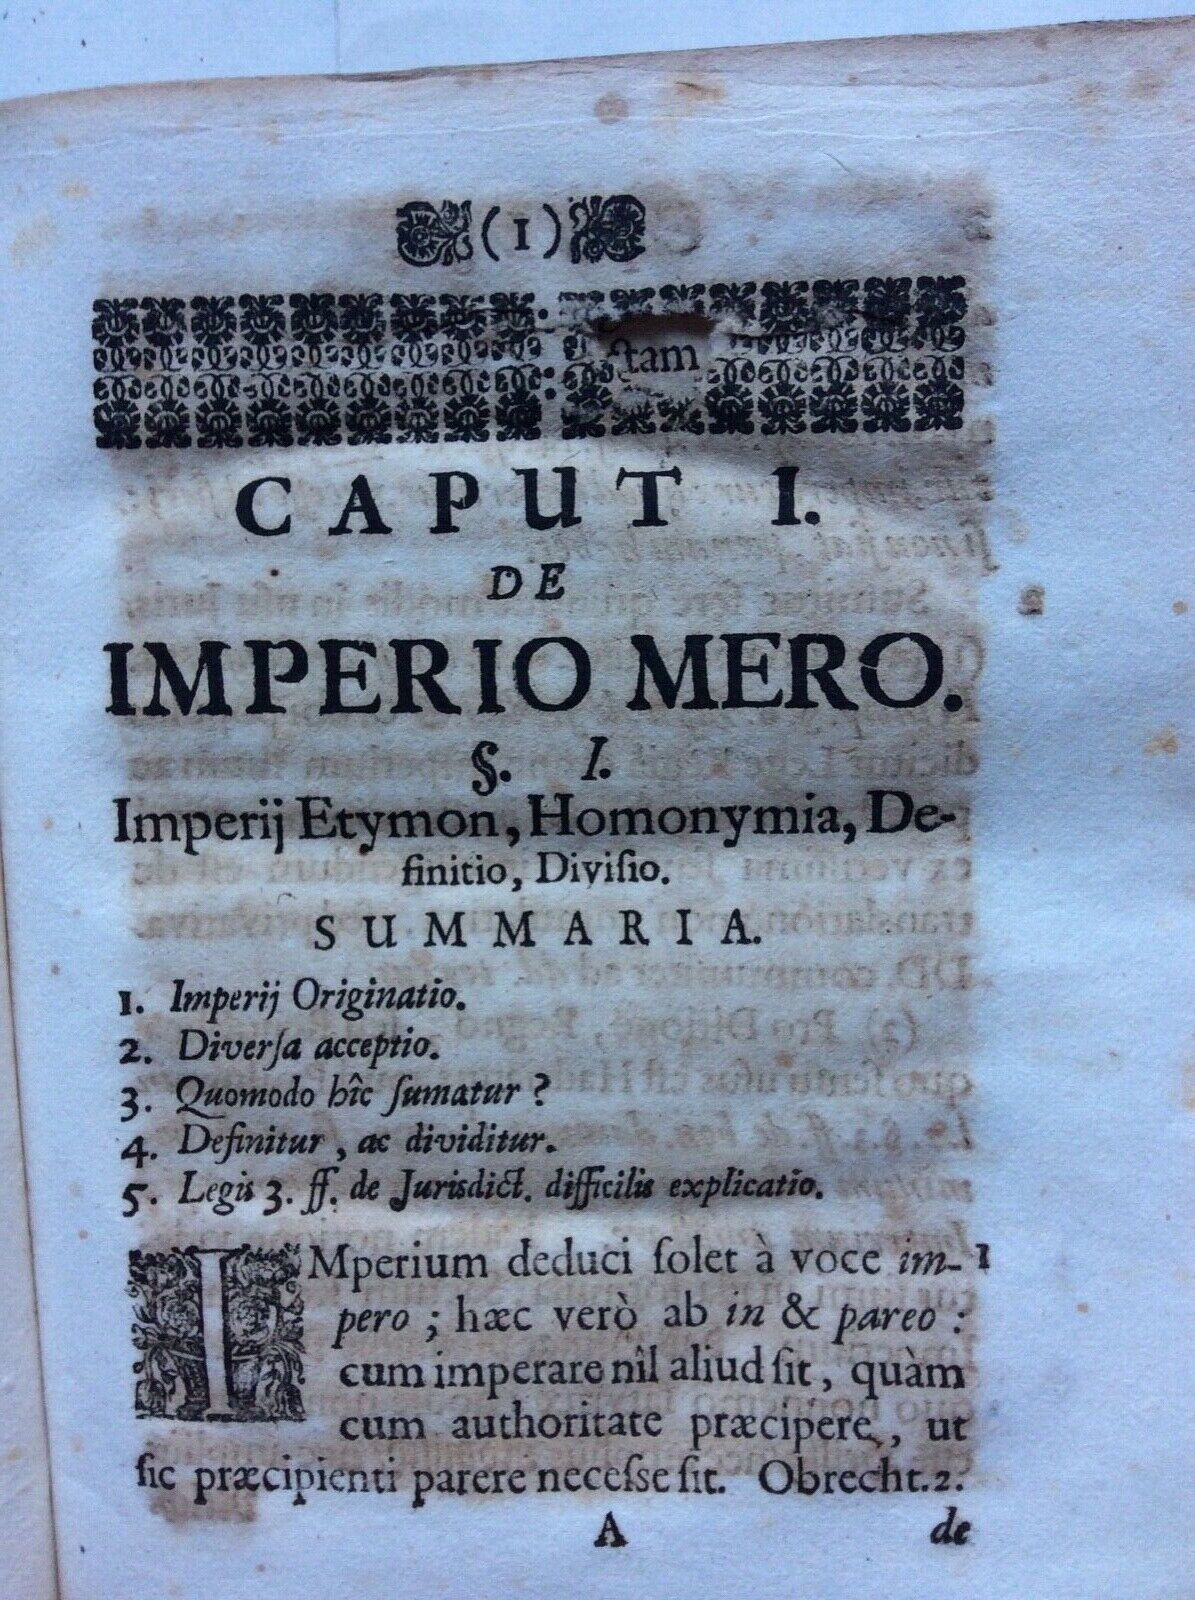 (1)
ſtam
CAPUT I.
DE
IMPERIO MERO.
§. I.
Imperij Etymon, Homonymia, De-
finitio, Diviſio.
SUMMARIA.
1. Imperij Originatio.
2. Diverſa acceptio.
3. Quomodo hîc ſumatur?
4. Definitur, ac dividitur.
5. Legis 3. ff. de Jurisdict. difficilis explicatio.
IMperium deduci ſolet à voce im- 1
pero; hæc verò ab in & pareo:
cum imperare nîl aliud ſit, quàm
cum authoritate præcipere, ut
ſic præcipienti parere neceſse ſit. Obrecht. 2.
A de